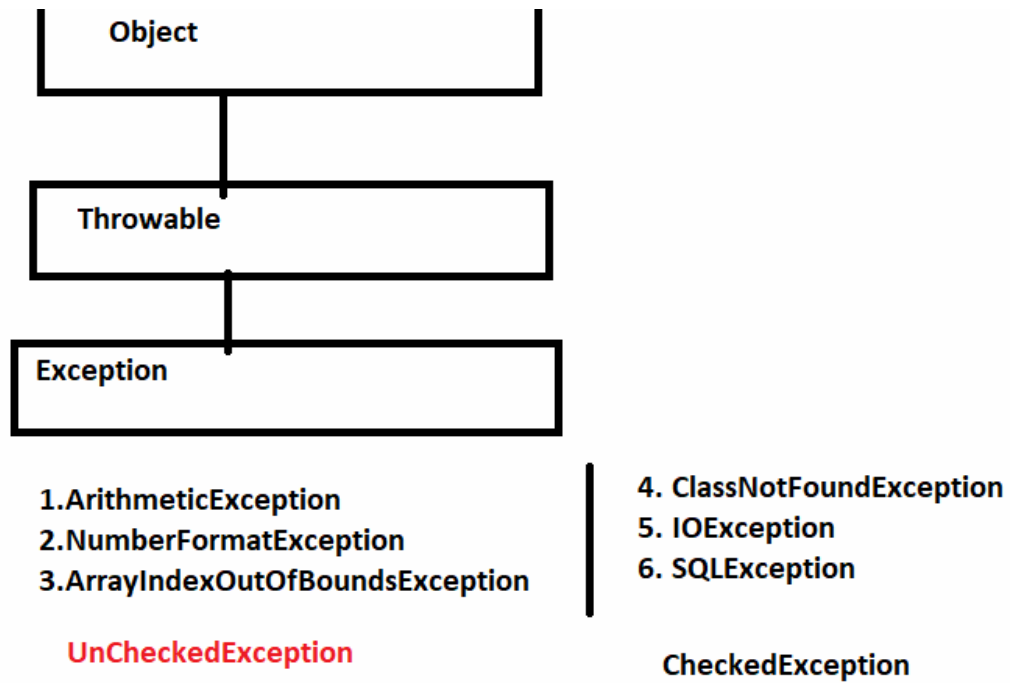 Object
Throwable
Exception
1.ArithmeticException
2.NumberFormatException
3.ArrayIndexOutOfBoundsException
UnCheckedException
4. ClassNotFoundException
5. IOException
6. SQLException
CheckedException